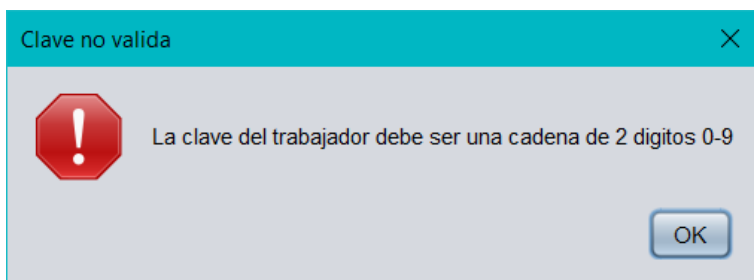 Clave no valida
La clave del trabajador debe ser una cadena de 2 digitos 0-9
OK